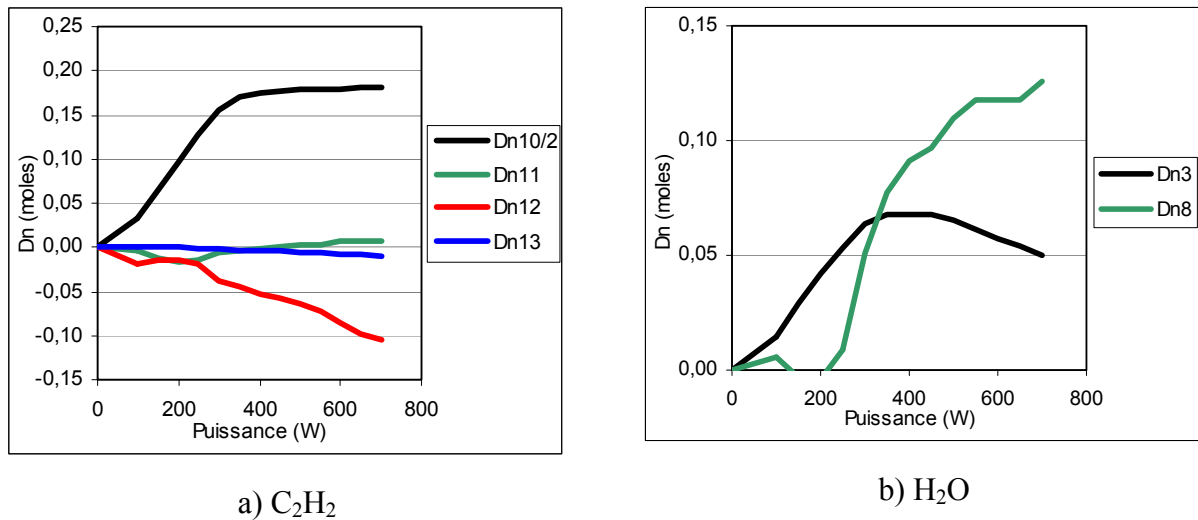 0,25
0,20
0,15
0,10
0,05
0,00
-0,05
-0,10
-0,15
Dn (moles)
0 200 400 600 800
Puissance (W)
Dn10/2
Dn11
Dn12
Dn13
a) C₂H₂
0,15
0,10
0,05
0,00
Dn (moles)
0 200 400 600 800
Puissance (W)
Dn3
Dn8
b) H₂O